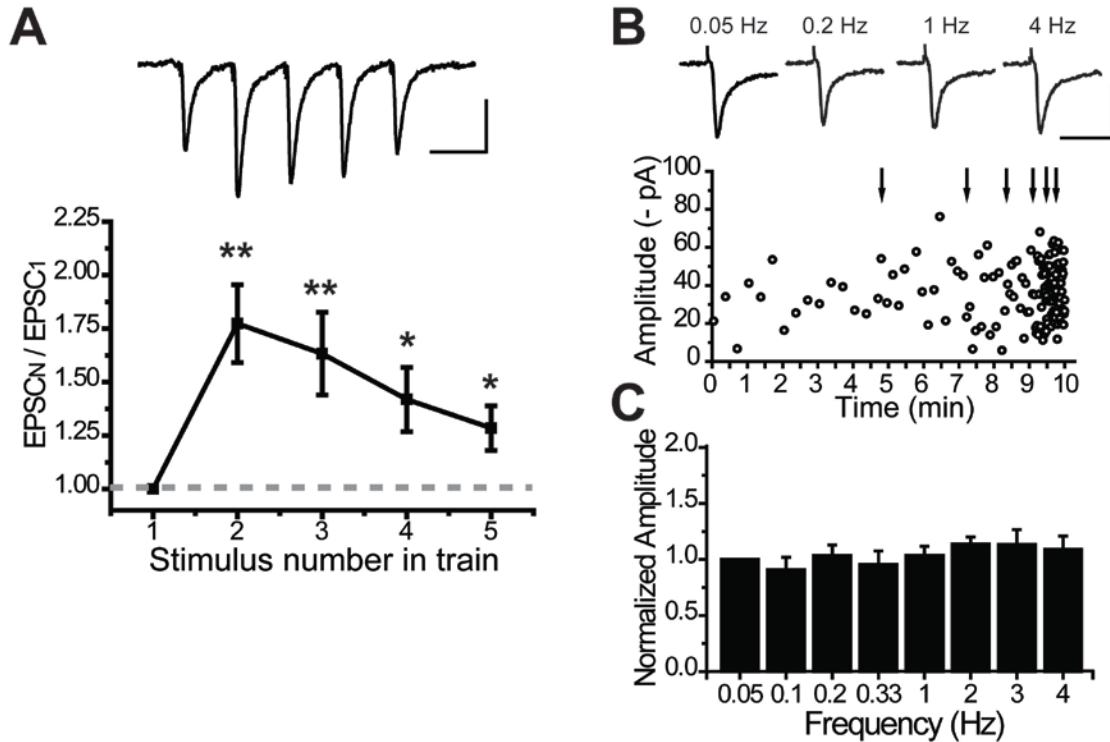 A
2.25
2.00
1.75
1.50
1.25
1.00
EPSCN / EPSC1
**
**
*
*
1 2 3 4 5
Stimulus number in train
B
0.05 Hz 0.2 Hz 1 Hz 4 Hz
100
80
60
40
20
0
Amplitude (- pA)
0 1 2 3 4 5 6 7 8 9 10
Time (min)
C
2.0
1.5
1.0
0.5
0.0
Normalized Amplitude
0.05 0.1 0.2 0.33 1 2 3 4
Frequency (Hz)